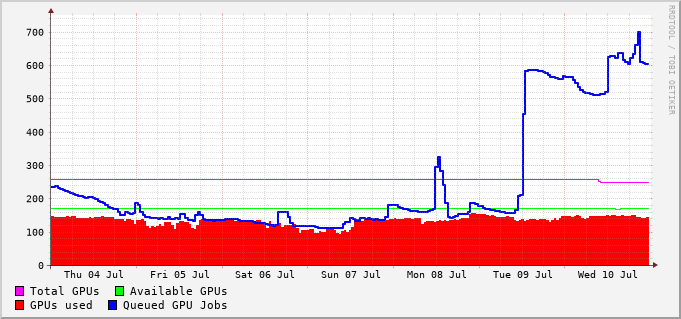 700
600
500
400
300
200
100
0
Thu 04 Jul Fri 05 Jul Sat 06 Jul Sun 07 Jul Mon 08 Jul Tue 09 Jul Wed 10 Jul
Total GPUs Available GPUs
GPUs used Queued GPU Jobs
RRDTOOL / TOBI OETIKER